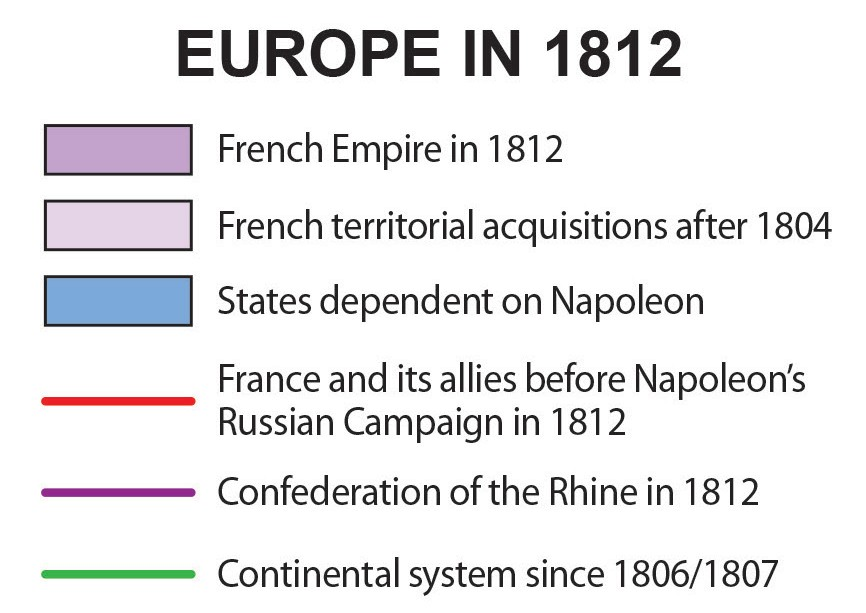 EUROPE IN 1812
French Empire in 1812
French territorial acquisitions after 1804
States dependent on Napoleon
France and its allies before Napoleon’s
Russian Campaign in 1812
Confederation of the Rhine in 1812
Continental system since 1806/1807